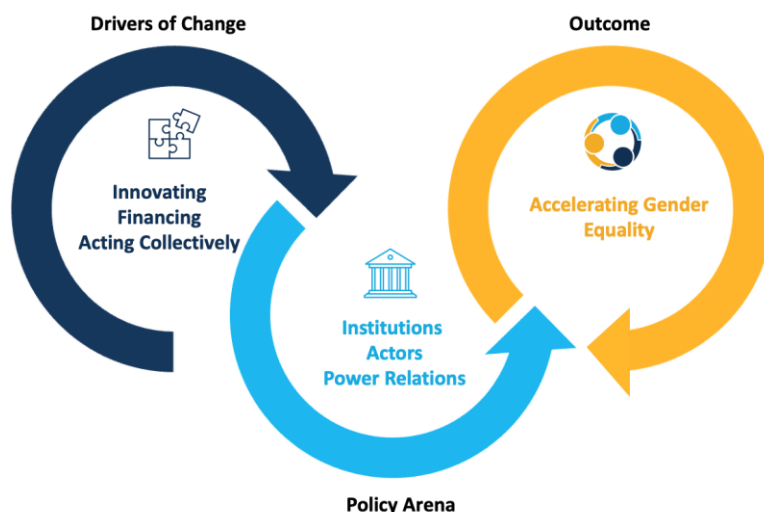 Drivers of Change
Outcome
Innovating
Financing
Acting Collectively
Accelerating Gender
Equality
Institutions
Actors
Power Relations
Policy Arena